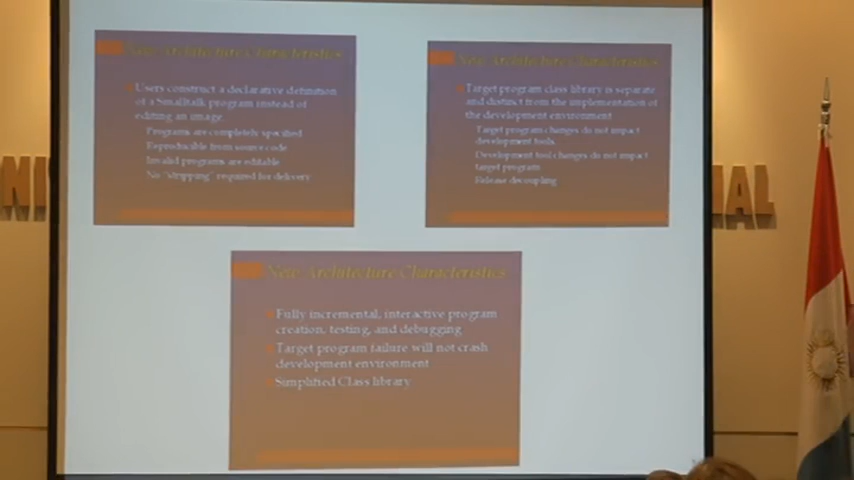 New Architecture Characteristics
Users construct a declarative definition
of a Smalltalk program instead of
editing an image.
Programs are completely specified
Reproducible from source code
Invalid programs are editable
No "stripping" required for delivery
New Architecture Characteristics
Target program class library is separate
and distinct from the implementation of
the development environment
Target program changes do not impact
development tools.
Development tool changes do not impact
target program
Release decoupling
New Architecture Characteristics
Fully incremental, interactive program
creation, testing, and debugging
Target program failure will not crash
development environment
Simplified Class library
NI
AL